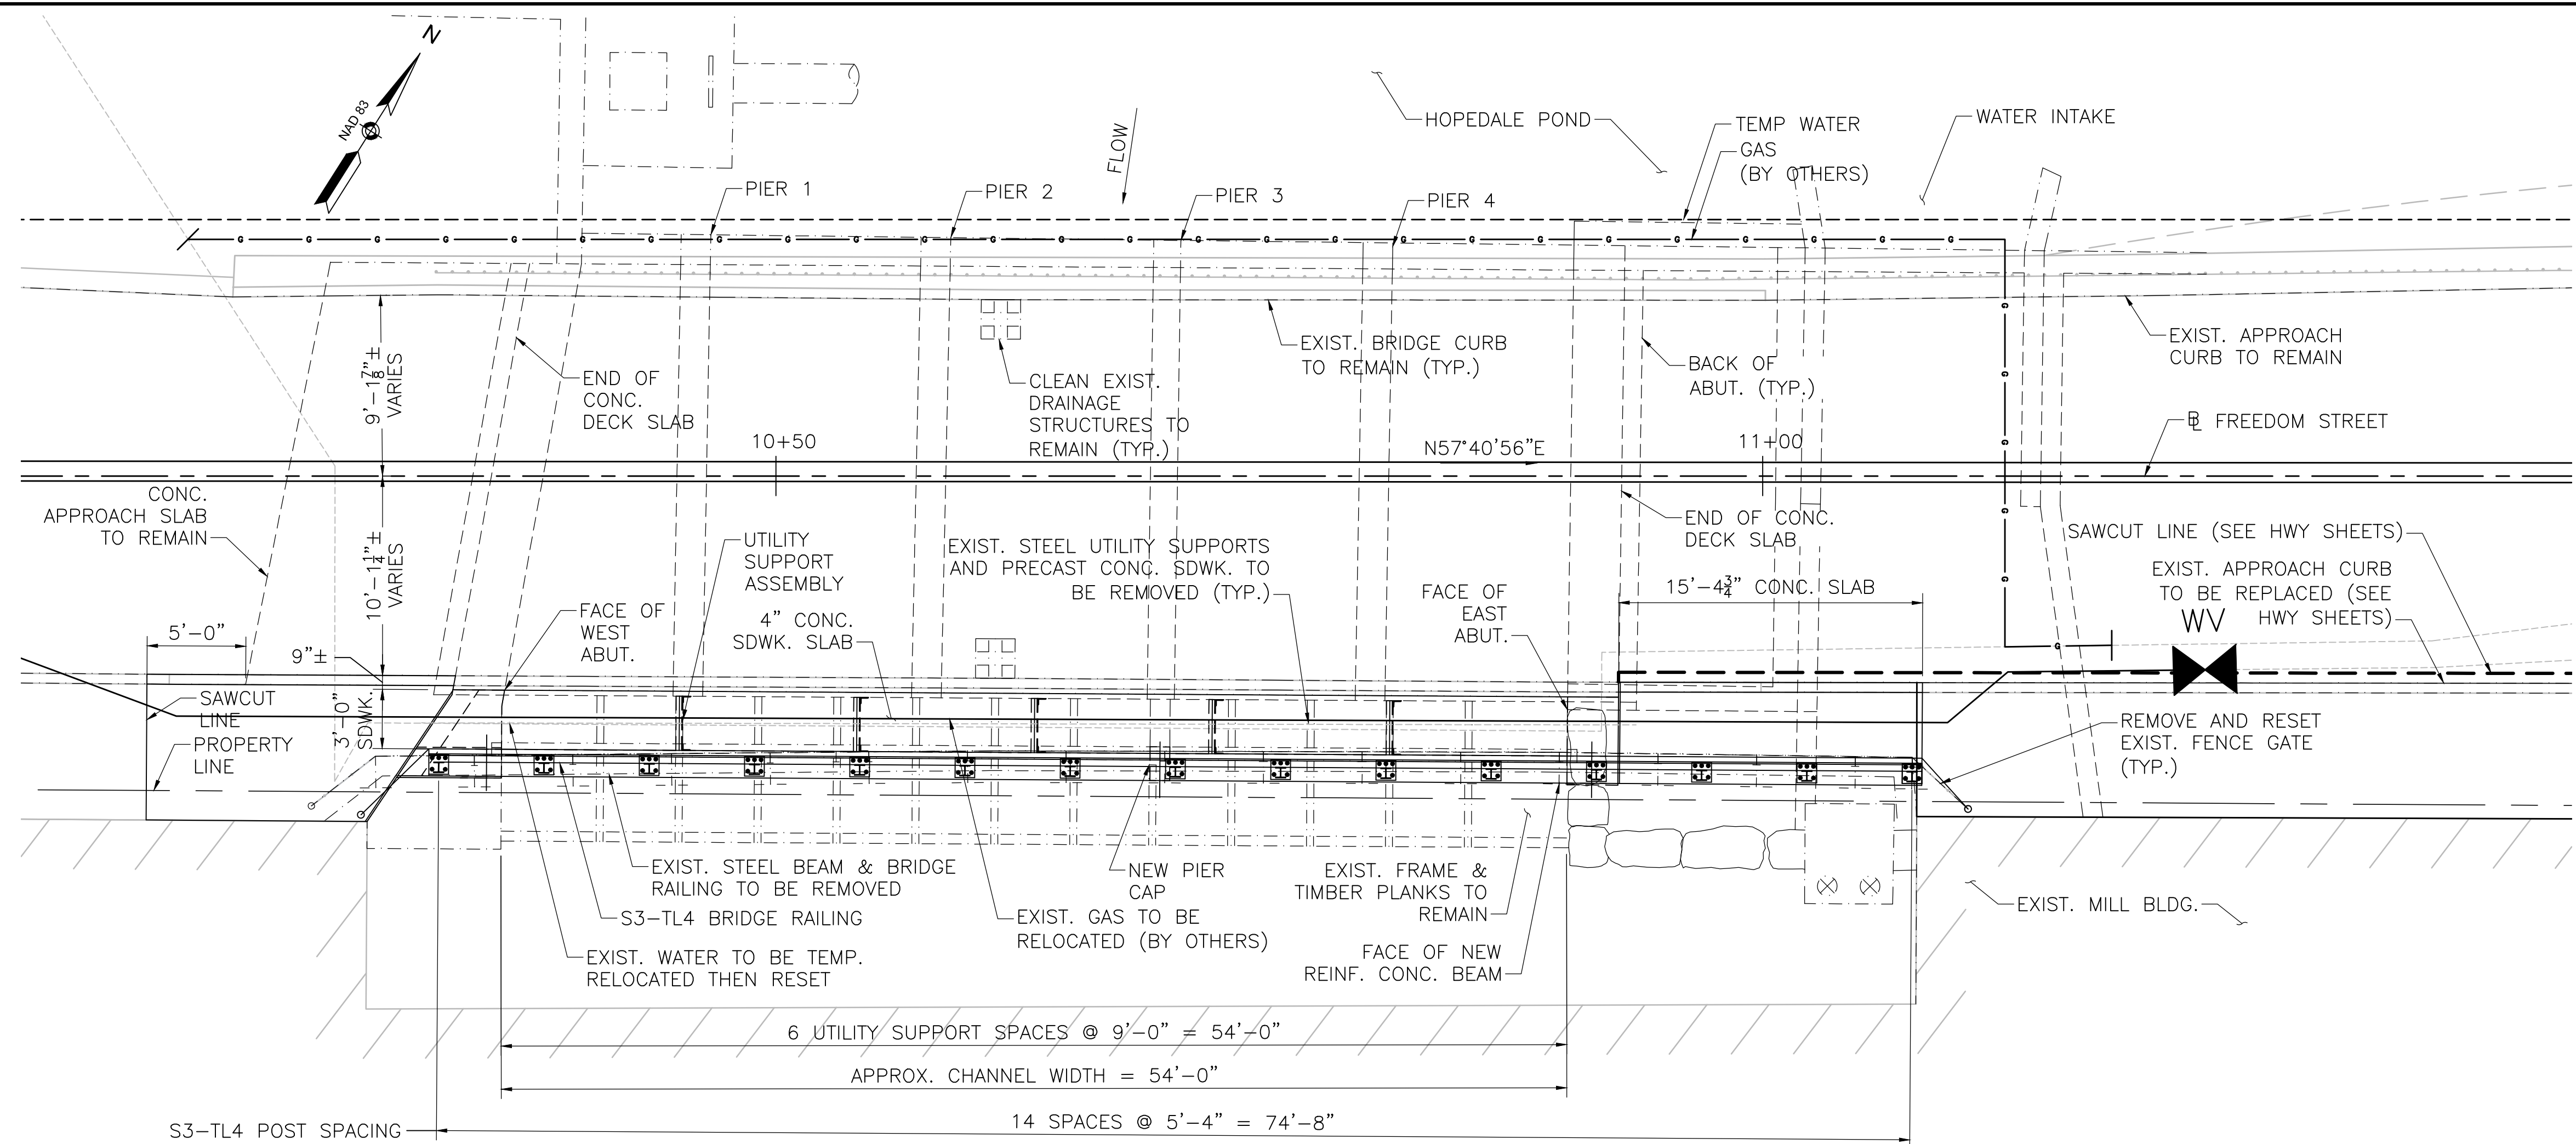 N
NAD 83
FLOW
HOPEDALE POND
TEMP WATER
GAS
(BY OTHERS)
WATER INTAKE
PIER 1
PIER 2
PIER 3
PIER 4
G
9'-1⅞"±
VARIES
END OF
CONC.
DECK SLAB
CLEAN EXIST.
DRAINAGE
STRUCTURES TO
REMAIN (TYP.)
EXIST. BRIDGE CURB
TO REMAIN (TYP.)
BACK OF
ABUT. (TYP.)
EXIST. APPROACH
CURB TO REMAIN
10+50
N57°40'56"E
11+00
℄ FREEDOM STREET
CONC.
APPROACH SLAB
TO REMAIN
10'-1¼"±
VARIES
UTILITY
SUPPORT
ASSEMBLY
EXIST. STEEL UTILITY SUPPORTS
AND PRECAST CONC. SDWK. TO
BE REMOVED (TYP.)
END OF CONC.
DECK SLAB
SAWCUT LINE (SEE HWY SHEETS)
15'-4¾" CONC. SLAB
EXIST. APPROACH CURB
TO BE REPLACED (SEE
HWY SHEETS)
WV
FACE OF
WEST
ABUT.
4" CONC.
SDWK. SLAB
FACE OF
EAST
ABUT.
5'-0"
9"±
3'-0"
SDWK.
SAWCUT
LINE
PROPERTY
LINE
REMOVE AND RESET
EXIST. FENCE GATE
(TYP.)
EXIST. STEEL BEAM & BRIDGE
RAILING TO BE REMOVED
S3-TL4 BRIDGE RAILING
EXIST. WATER TO BE TEMP.
RELOCATED THEN RESET
NEW PIER
CAP
EXIST. GAS TO BE
RELOCATED (BY OTHERS)
EXIST. FRAME &
TIMBER PLANKS TO
REMAIN
FACE OF NEW
REINF. CONC. BEAM
EXIST. MILL BLDG.
6 UTILITY SUPPORT SPACES @ 9'-0" = 54'-0"
APPROX. CHANNEL WIDTH = 54'-0"
S3-TL4 POST SPACING
14 SPACES @ 5'-4" = 74'-8"